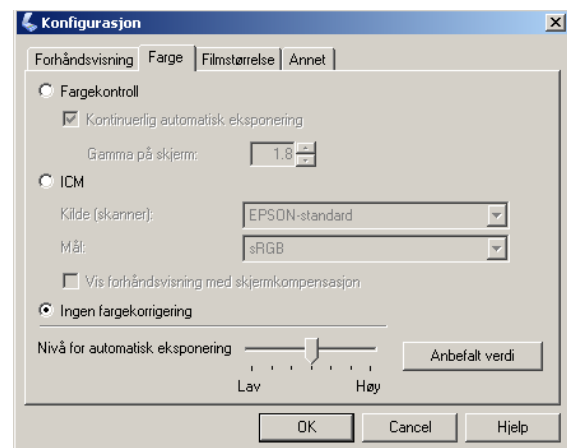 Konfigurasjon
Forhåndsvisning Farge Filmstørrelse Annet
Fargekontroll
Kontinuerlig automatisk eksponering
Gamma på skjerm: 1.8
ICM
Kilde (skanner): EPSON-standard
Mål: sRGB
Vis forhåndsvisning med skjermkompensasjon
Ingen fargekorrigering
Nivå for automatisk eksponering Anbefalt verdi
Lav Høy
OK Cancel Hjelp